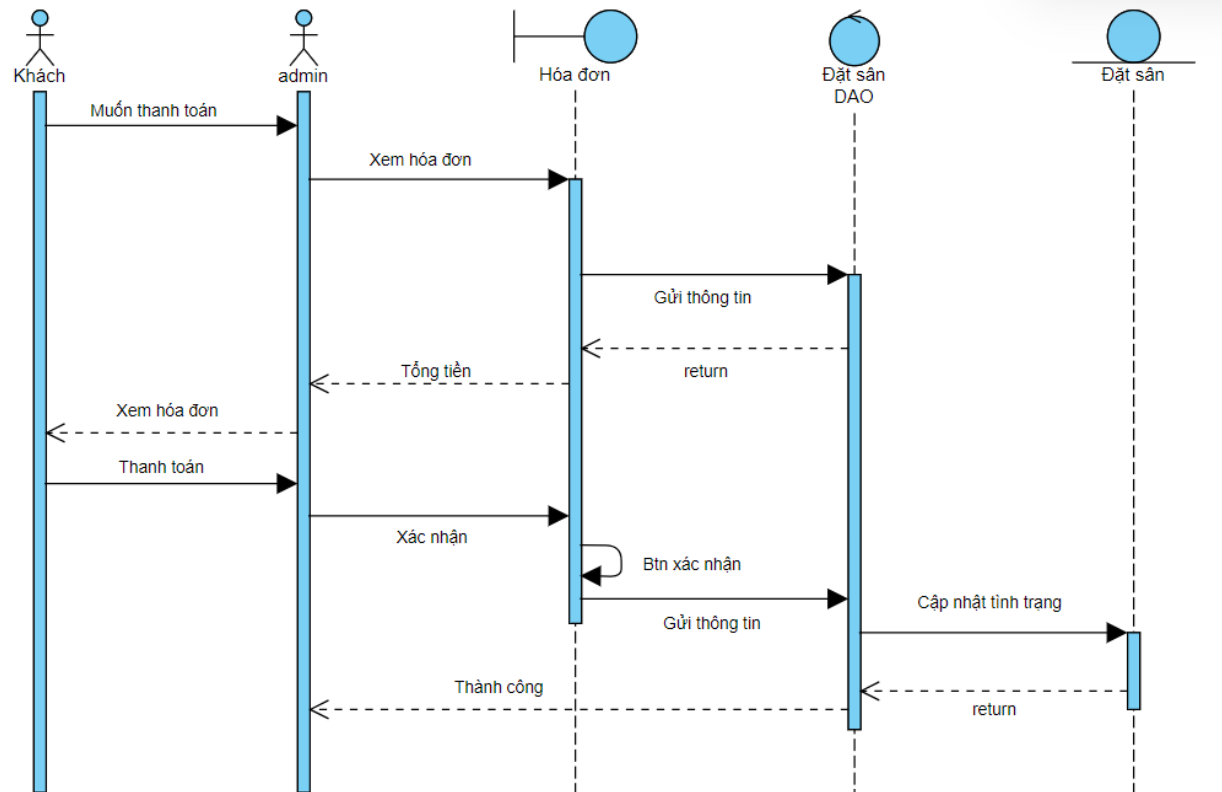 Khách
admin
Hóa đơn
Đặt sân
DAO
Đặt sân
Muốn thanh toán
Xem hóa đơn
Gửi thông tin
return
Tổng tiền
Xem hóa đơn
Thanh toán
Xác nhận
Btn xác nhận
Gửi thông tin
Cập nhật tình trạng
return
Thành công